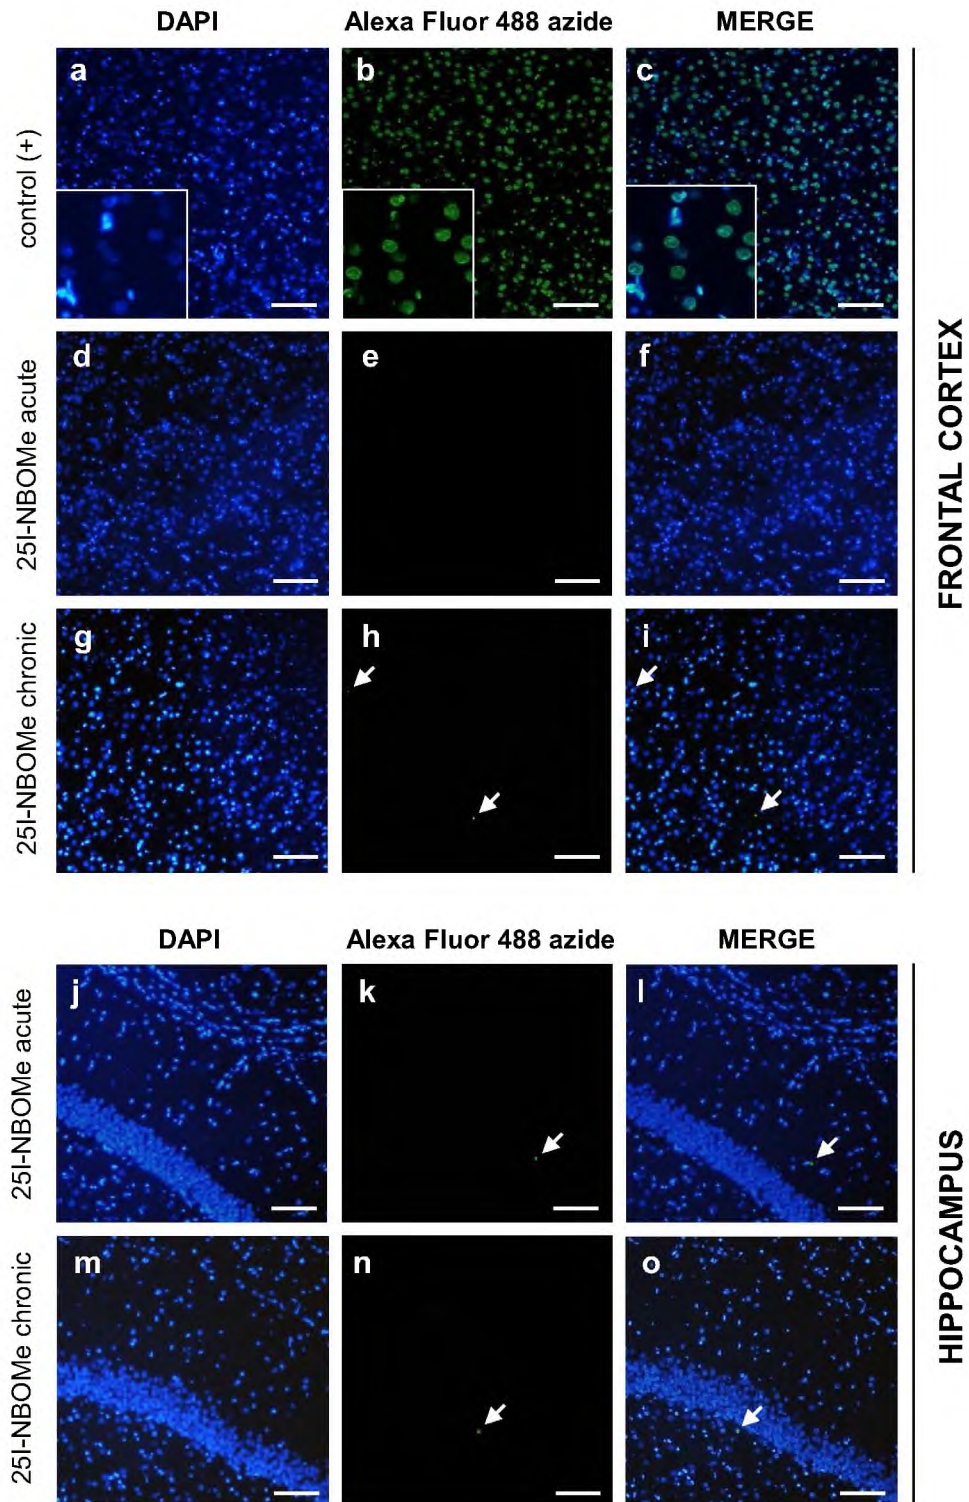 DAPI Alexa Fluor 488 azide MERGE
control (+)
a b c
25I-NBOMe acute
d e f
25I-NBOMe chronic
g h i
FRONTAL CORTEX
DAPI Alexa Fluor 488 azide MERGE
25I-NBOMe acute
j k l
25I-NBOMe chronic
m n o
HIPPOCAMPUS